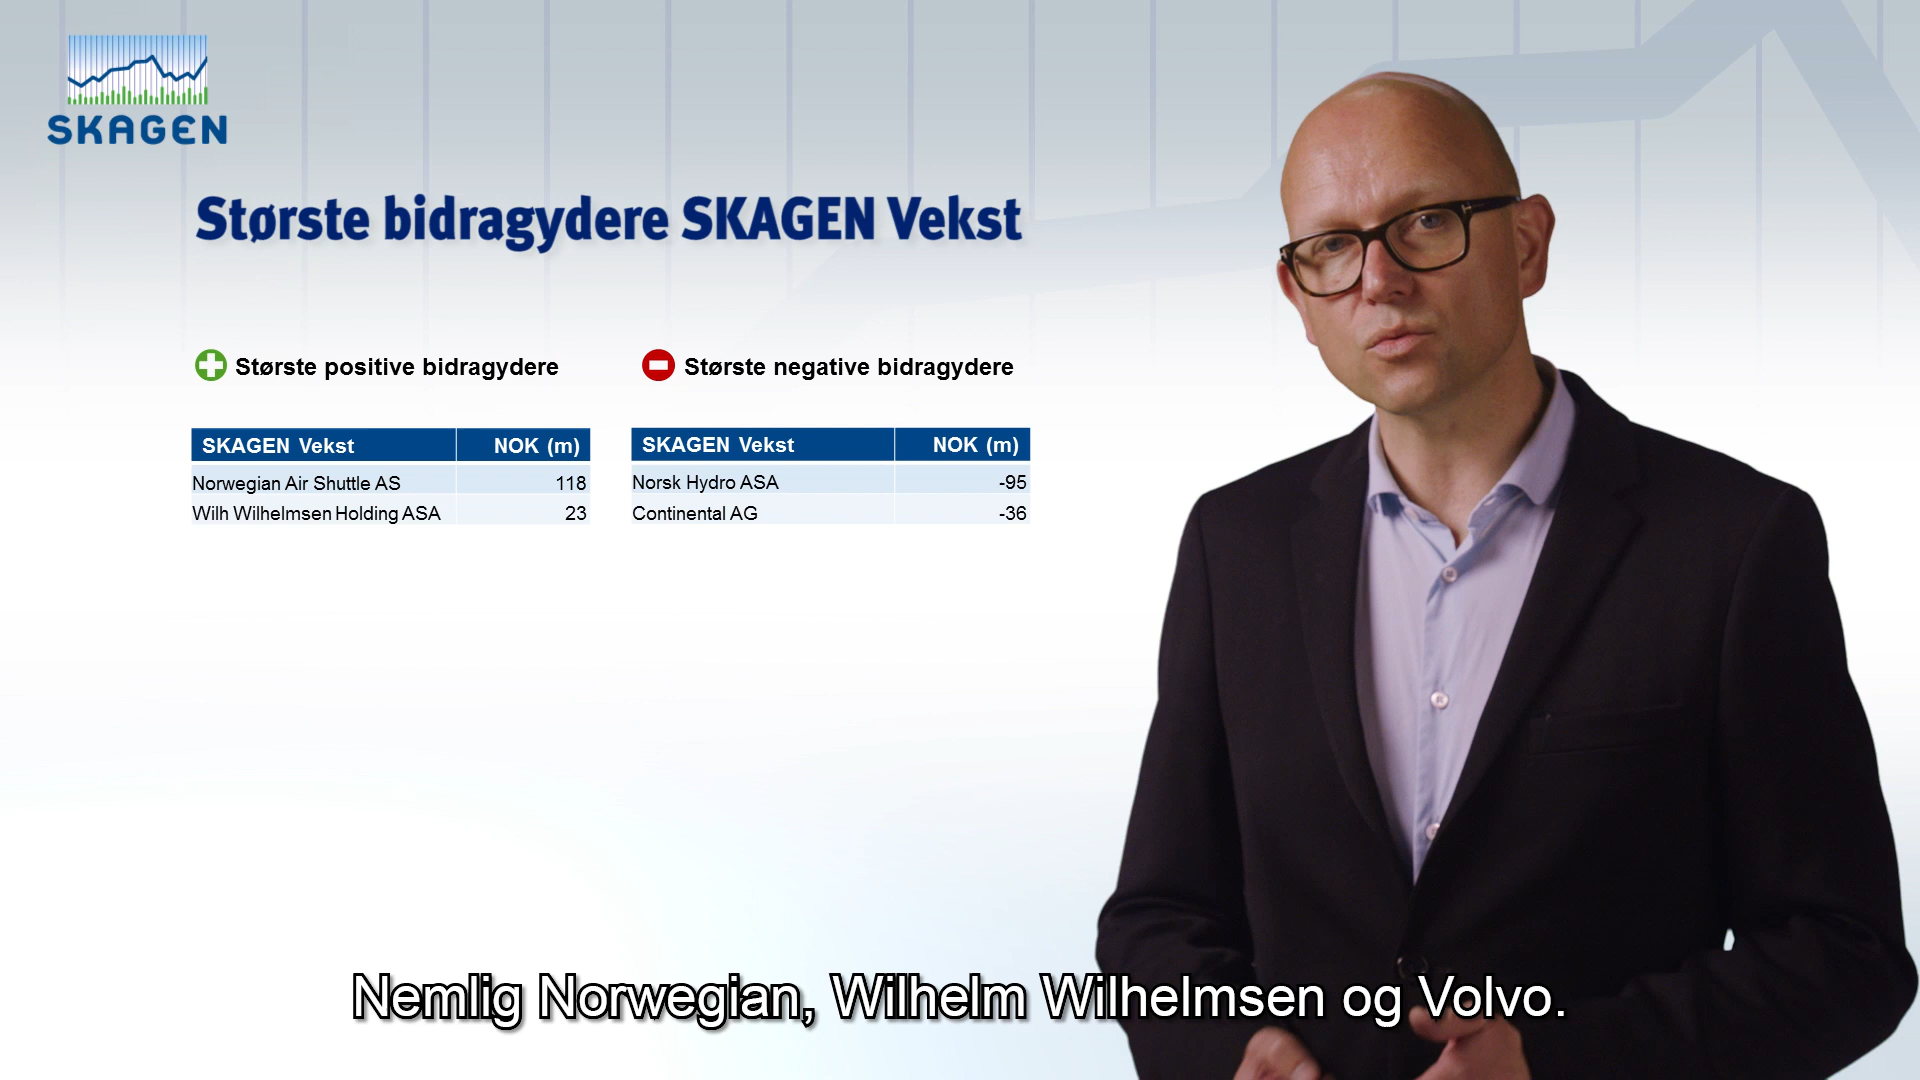 SKAGEN
Største bidragydere SKAGEN Vekst
Største positive bidragydere
SKAGEN Vekst NOK (m)
Norwegian Air Shuttle AS 118
Wilh Wilhelmsen Holding ASA 23
Største negative bidragydere
SKAGEN Vekst NOK (m)
Norsk Hydro ASA -95
Continental AG -36
Nemlig Norwegian, Wilhelm Wilhelmsen og Volvo.